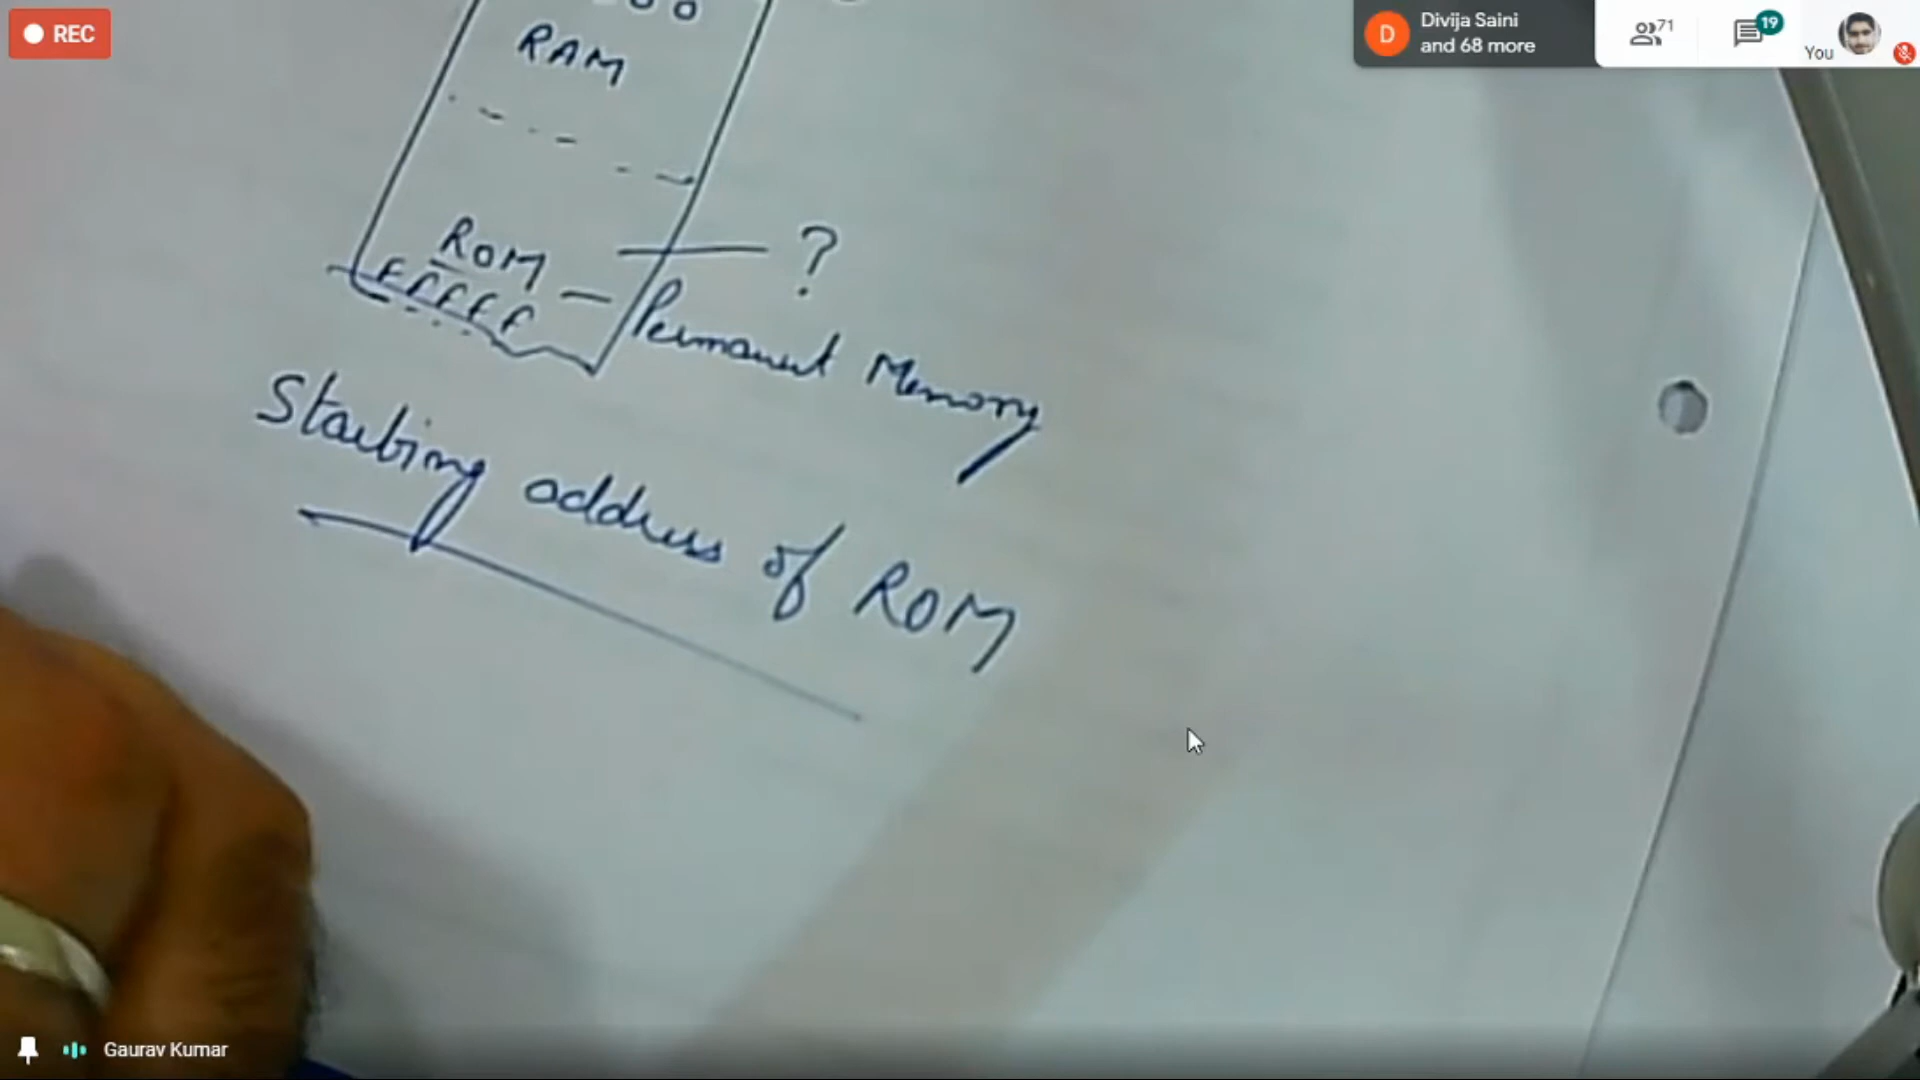 REC
Divija Saini
and 68 more
71
19
You
RAM
ROM
?
fffff
Permanent Memory
Starting address of ROM
Gaurav Kumar